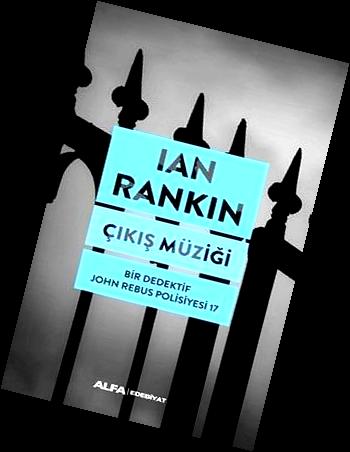 IAN
RANKIN
ÇIKIŞ MÜZİĞİ
BİR DEDEKTİF
JOHN REBUS POLİSİYESİ 17
ALFA | EDEBİYAT